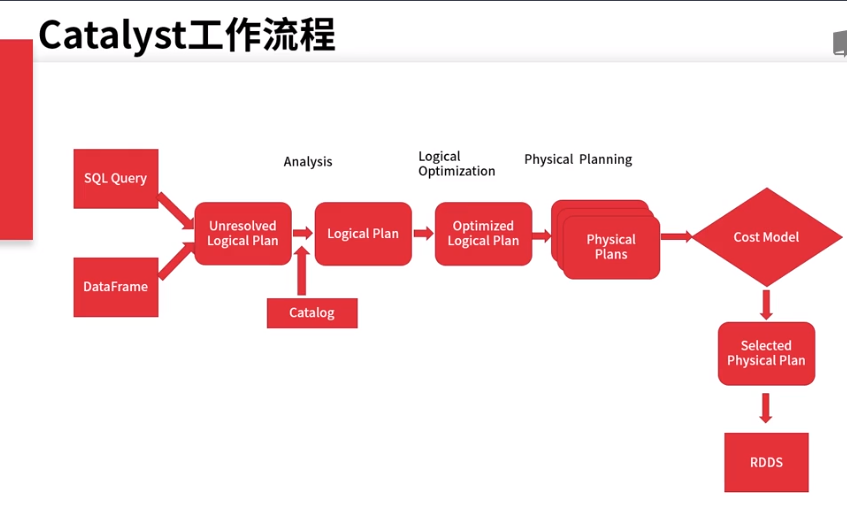 Catalyst工作流程
Analysis
Logical
Optimization
Physical Planning
SQL Query
Unresolved
Logical Plan
Logical Plan
Optimized
Logical Plan
Physical
Plans
Cost Model
DataFrame
Catalog
Selected
Physical Plan
RDDS